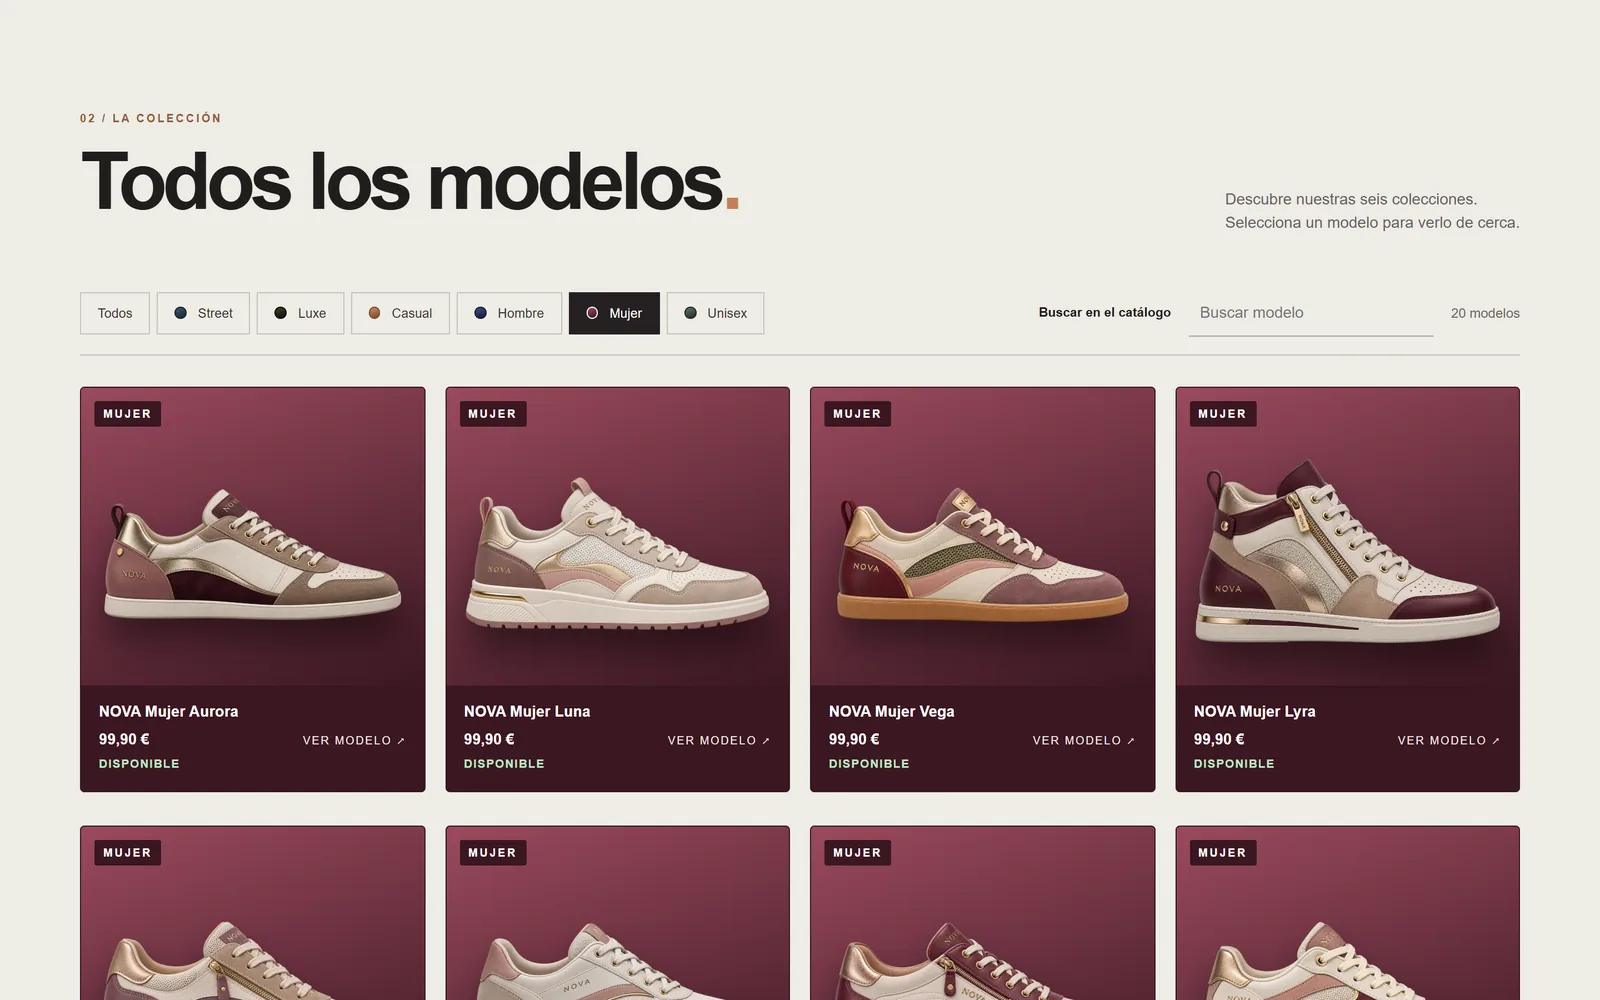 02 / LA COLECCIÓN
Todos los modelos.
Descubre nuestras seis colecciones.
Selecciona un modelo para verlo de cerca.
Todos
Street
Luxe
Casual
Hombre
Mujer
Unisex
Buscar en el catálogo
Buscar modelo
20 modelos
MUJER
MUJER
MUJER
MUJER
NOVA
NOVA
NOVA
NOVA
NOVA
NOVA
NOVA Mujer Aurora
99,90 €
VER MODELO ↗
DISPONIBLE
NOVA Mujer Luna
99,90 €
VER MODELO ↗
DISPONIBLE
NOVA Mujer Vega
99,90 €
VER MODELO ↗
DISPONIBLE
NOVA Mujer Lyra
99,90 €
VER MODELO ↗
DISPONIBLE
MUJER
MUJER
MUJER
MUJER
NOVA